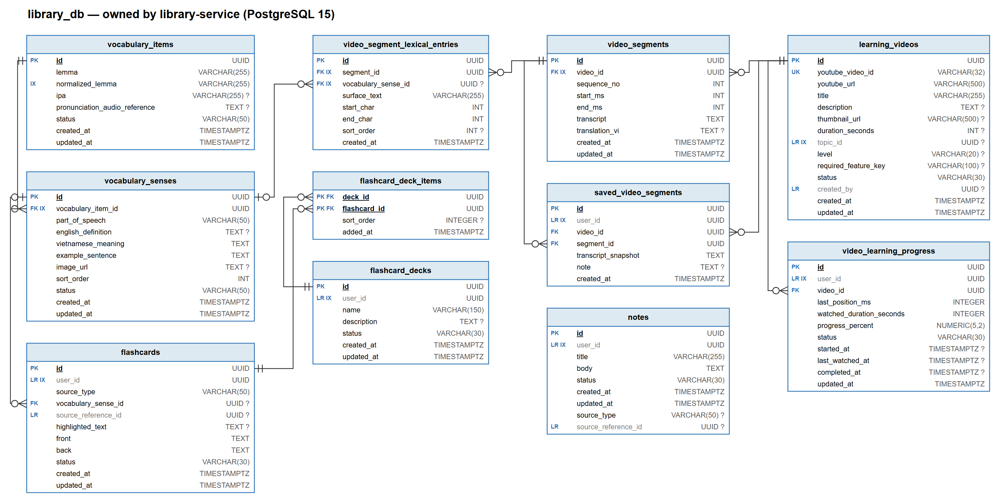 library_db — owned by library-service (PostgreSQL 15)
vocabulary_items
PK id UUID
lemma VARCHAR(255)
IX normalized_lemma VARCHAR(255)
ipa VARCHAR(255) ?
pronunciation_audio_reference TEXT ?
status VARCHAR(50)
created_at TIMESTAMPTZ
updated_at TIMESTAMPTZ
vocabulary_senses
PK id UUID
FK IX vocabulary_item_id UUID
part_of_speech VARCHAR(50)
english_definition TEXT ?
vietnamese_meaning TEXT
example_sentence TEXT
image_url TEXT ?
sort_order INT
status VARCHAR(50)
created_at TIMESTAMPTZ
updated_at TIMESTAMPTZ
flashcards
PK id UUID
LR IX user_id UUID
source_type VARCHAR(50)
FK vocabulary_sense_id UUID ?
LR source_reference_id UUID ?
highlighted_text TEXT ?
front TEXT
back TEXT
status VARCHAR(30)
created_at TIMESTAMPTZ
updated_at TIMESTAMPTZ
video_segment_lexical_entries
PK id UUID
FK IX segment_id UUID
FK IX vocabulary_sense_id UUID ?
surface_text VARCHAR(255)
start_char INT
end_char INT
sort_order INT ?
created_at TIMESTAMPTZ
flashcard_deck_items
PK FK deck_id UUID
PK FK flashcard_id UUID
sort_order INTEGER ?
added_at TIMESTAMPTZ
flashcard_decks
PK id UUID
LR IX user_id UUID
name VARCHAR(150)
description TEXT ?
status VARCHAR(30)
created_at TIMESTAMPTZ
updated_at TIMESTAMPTZ
video_segments
PK id UUID
FK IX video_id UUID
sequence_no INT
start_ms INT
end_ms INT
transcript TEXT
translation_vi TEXT ?
created_at TIMESTAMPTZ
updated_at TIMESTAMPTZ
saved_video_segments
PK id UUID
LR IX user_id UUID
FK video_id UUID
FK segment_id UUID
transcript_snapshot TEXT
note TEXT ?
created_at TIMESTAMPTZ
notes
PK id UUID
LR IX user_id UUID
title VARCHAR(255)
body TEXT
status VARCHAR(30)
created_at TIMESTAMPTZ
updated_at TIMESTAMPTZ
source_type VARCHAR(50) ?
LR source_reference_id UUID ?
learning_videos
PK id UUID
UK youtube_video_id VARCHAR(32)
youtube_url VARCHAR(500)
title VARCHAR(255)
description TEXT ?
thumbnail_url VARCHAR(500) ?
duration_seconds INT ?
LR IX topic_id UUID ?
level VARCHAR(20) ?
required_feature_key VARCHAR(100) ?
status VARCHAR(30)
LR created_by UUID ?
created_at TIMESTAMPTZ
updated_at TIMESTAMPTZ
video_learning_progress
PK id UUID
LR IX user_id UUID
FK video_id UUID
last_position_ms INTEGER
watched_duration_seconds INTEGER
progress_percent NUMERIC(5,2)
status VARCHAR(30)
started_at TIMESTAMPTZ ?
last_watched_at TIMESTAMPTZ ?
completed_at TIMESTAMPTZ ?
updated_at TIMESTAMPTZ